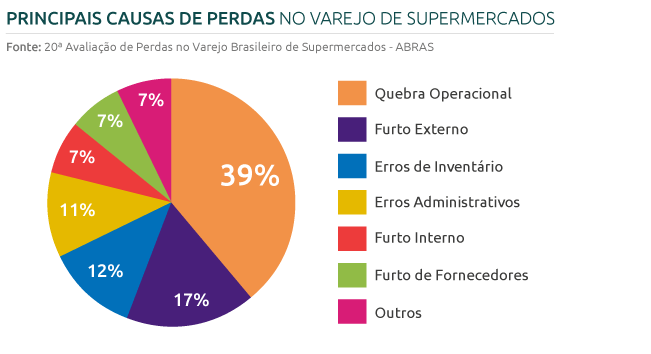 PRINCIPAIS CAUSAS DE PERDAS NO VAREJO DE SUPERMERCADOS
Fonte: 20ª Avaliação de Perdas no Varejo Brasileiro de Supermercados - ABRAS
7%
7%
7%
11%
12%
17%
39%
Quebra Operacional
Furto Externo
Erros de Inventário
Erros Administrativos
Furto Interno
Furto de Fornecedores
Outros